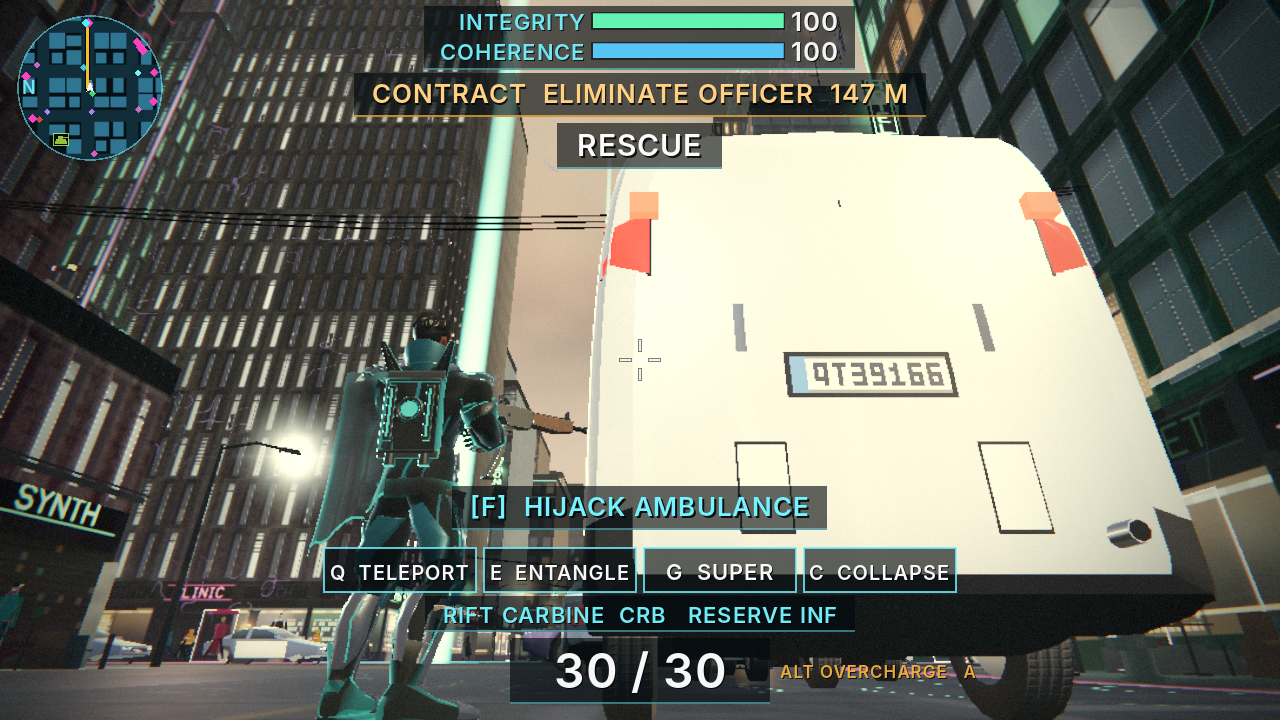 INTEGRITY 100
COHERENCE 100
CONTRACT ELIMINATE OFFICER 147 M
RESCUE
N
QT39166
[F] HIJACK AMBULANCE
SYNTH
LINIC
ET
Q TELEPORT
E ENTANGLE
G SUPER
C COLLAPSE
RIFT CARBINE CRB RESERVE INF
30 / 30
ALT OVERCHARGE A